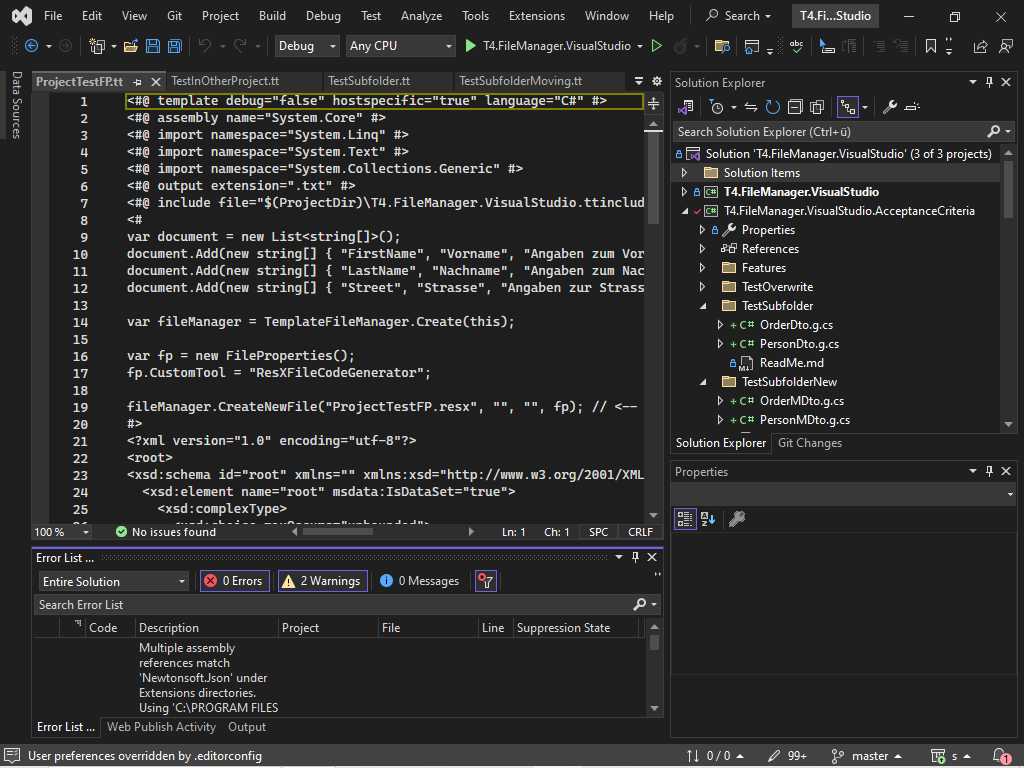 File Edit View Git Project Build Debug Test Analyze Tools Extensions Window Help Search T4.Fi...Studio
Debug Any CPU T4.FileManager.VisualStudio
Data Sources
ProjectTestFP.tt TestInOtherProject.tt TestSubfolder.tt TestSubfolderMoving.tt
1 <#@ template debug="false" hostspecific="true" language="C#" #>
2 <#@ assembly name="System.Core" #>
3 <#@ import namespace="System.Linq" #>
4 <#@ import namespace="System.Text" #>
5 <#@ import namespace="System.Collections.Generic" #>
6 <#@ output extension=".txt" #>
7 <#@ include file="$(ProjectDir)\T4.FileManager.VisualStudio.ttinclud
8 <#
9 var document = new List<string[]>();
10 document.Add(new string[] { "FirstName", "Vorname", "Angaben zum Vor
11 document.Add(new string[] { "LastName", "Nachname", "Angaben zum Nac
12 document.Add(new string[] { "Street", "Strasse", "Angaben zur Strass
13
14 var fileManager = TemplateFileManager.Create(this);
15
16 var fp = new FileProperties();
17 fp.CustomTool = "ResXFileCodeGenerator";
18
19 fileManager.CreateNewFile("ProjectTestFP.resx", "", "", fp); // <--
20 #>
21 <?xml version="1.0" encoding="utf-8"?>
22 <root>
23 <xsd:schema id="root" xmlns="" xmlns:xsd="http://www.w3.org/2001/XML
24 <xsd:element name="root" msdata:IsDataSet="true">
25 <xsd:complexType>
100 % No issues found Ln: 1 Ch: 1 SPC CRLF
Error List ...
Entire Solution 0 Errors 2 Warnings 0 Messages
Search Error List
Code Description Project File Line Suppression State
Multiple assembly
references match
'Newtonsoft.Json' under
Extensions directories.
Using 'C:\PROGRAM FILES
Error List ... Web Publish Activity Output
Solution Explorer
Search Solution Explorer (Ctrl+ü)
Solution 'T4.FileManager.VisualStudio' (3 of 3 projects)
Solution Items
C# T4.FileManager.VisualStudio
C# T4.FileManager.VisualStudio.AcceptanceCriteria
Properties
References
Features
TestOverwrite
TestSubfolder
C# OrderDto.g.cs
C# PersonDto.g.cs
ReadMe.md
TestSubfolderNew
C# OrderMDto.g.cs
C# PersonMDto.g.cs
Solution Explorer Git Changes
Properties
User preferences overridden by .editorconfig 0 / 0 99+ master s 1